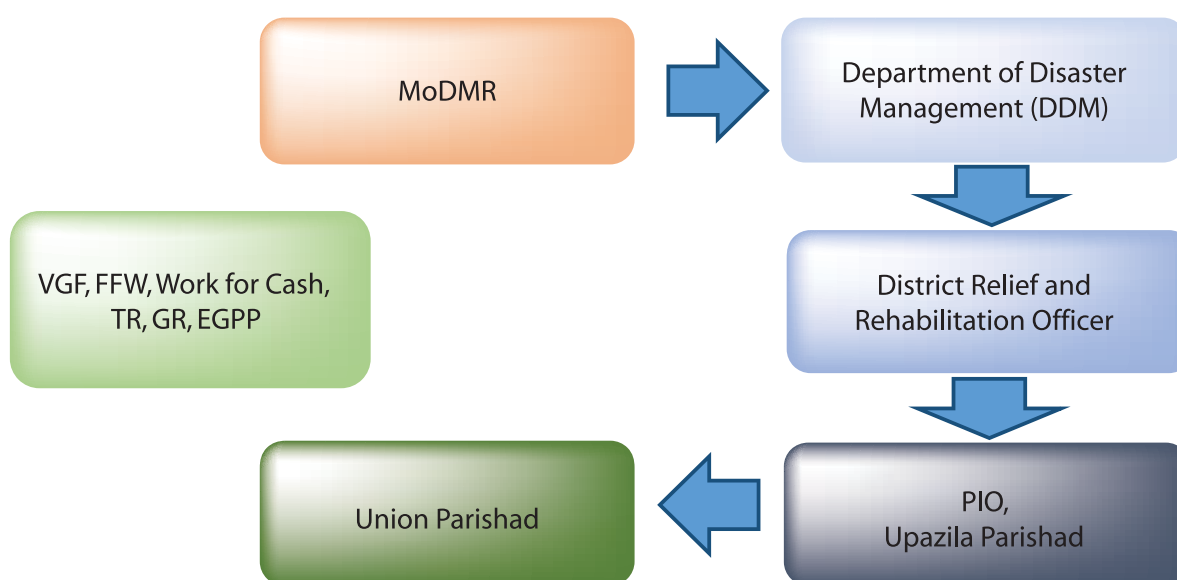 MoDMR
Department of Disaster
Management (DDM)
VGF, FFW, Work for Cash,
TR, GR, EGPP
District Relief and
Rehabilitation Officer
Union Parishad
PIO,
Upazila Parishad